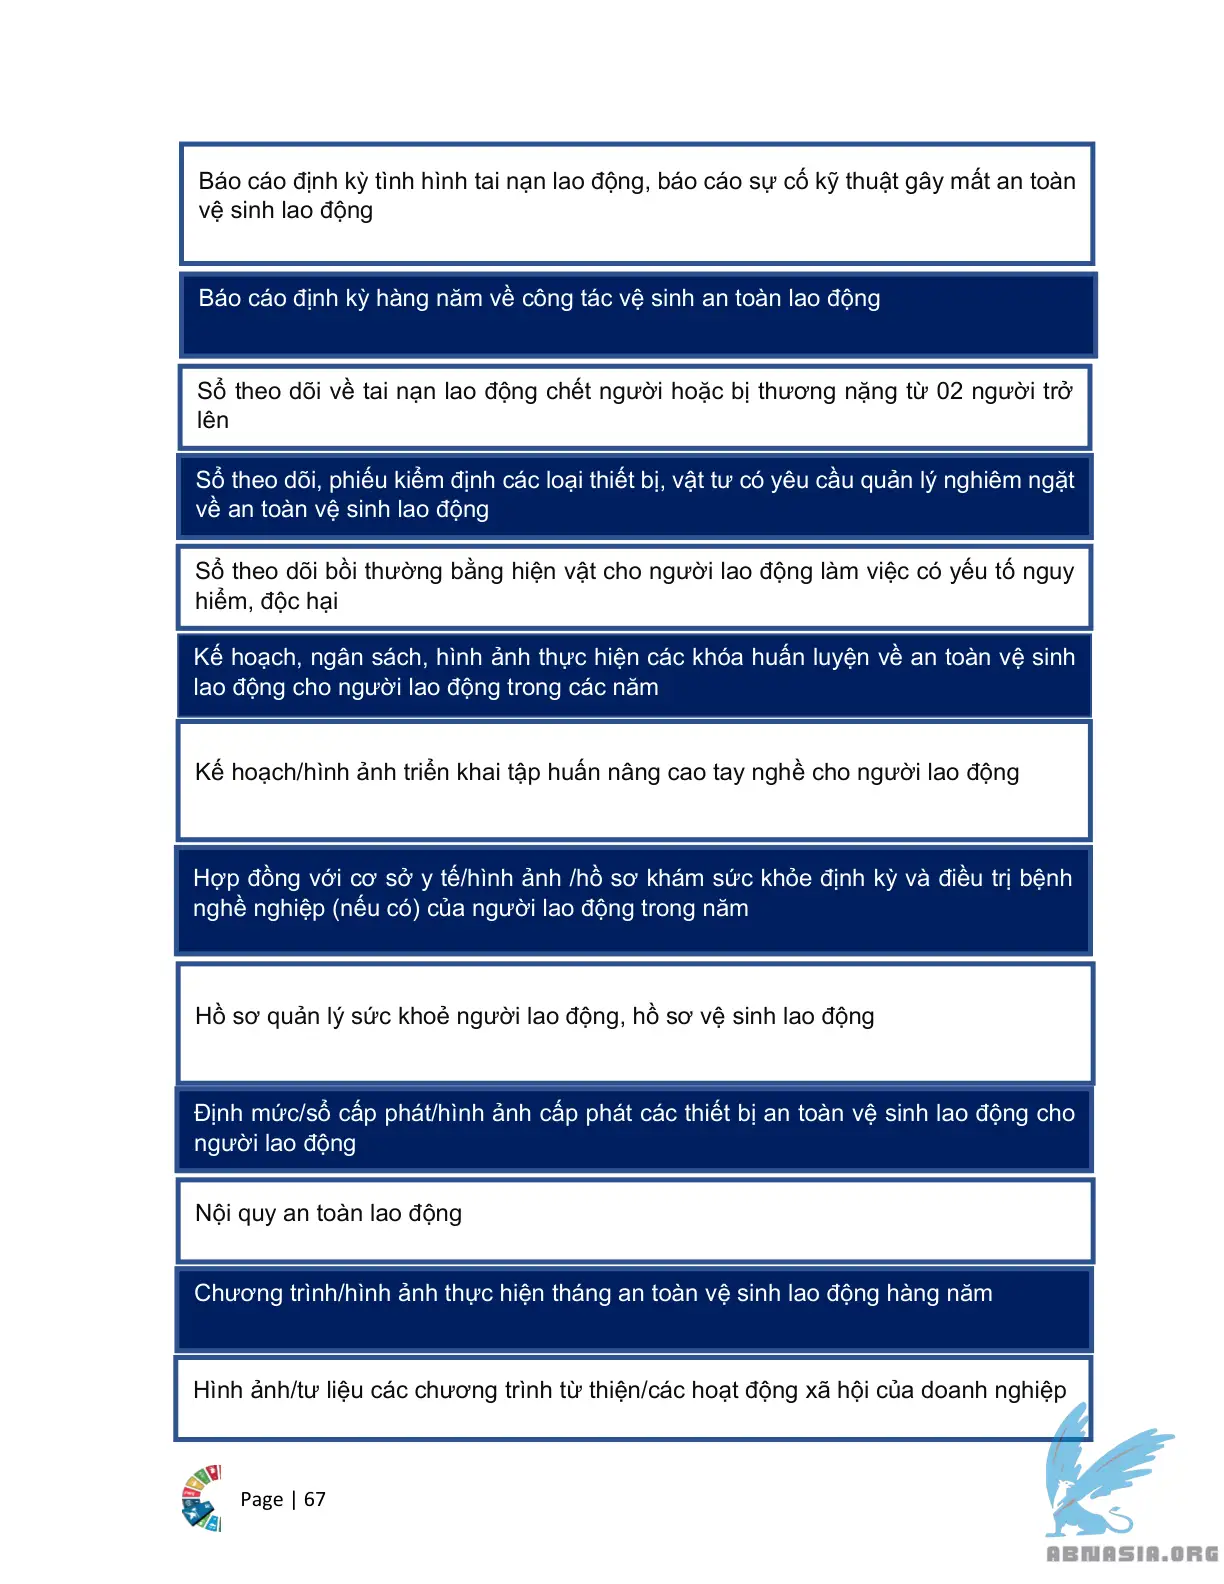 Báo cáo định kỳ tình hình tai nạn lao động, báo cáo sự cố kỹ thuật gây mất an toàn
vệ sinh lao động
Báo cáo định kỳ hàng năm về công tác vệ sinh an toàn lao động
Sổ theo dõi về tai nạn lao động chết người hoặc bị thương nặng từ 02 người trở
lên
Sổ theo dõi, phiếu kiểm định các loại thiết bị, vật tư có yêu cầu quản lý nghiêm ngặt
về an toàn vệ sinh lao động
Sổ theo dõi bồi thường bằng hiện vật cho người lao động làm việc có yếu tố nguy
hiểm, độc hại
Kế hoạch, ngân sách, hình ảnh thực hiện các khóa huấn luyện về an toàn vệ sinh
lao động cho người lao động trong các năm
Kế hoạch/hình ảnh triển khai tập huấn nâng cao tay nghề cho người lao động
Hợp đồng với cơ sở y tế/hình ảnh /hồ sơ khám sức khỏe định kỳ và điều trị bệnh
nghề nghiệp (nếu có) của người lao động trong năm
Hồ sơ quản lý sức khoẻ người lao động, hồ sơ vệ sinh lao động
Định mức/sổ cấp phát/hình ảnh cấp phát các thiết bị an toàn vệ sinh lao động cho
người lao động
Nội quy an toàn lao động
Chương trình/hình ảnh thực hiện tháng an toàn vệ sinh lao động hàng năm
Hình ảnh/tư liệu các chương trình từ thiện/các hoạt động xã hội của doanh nghiệp
Page | 67
ABNASIA.ORG